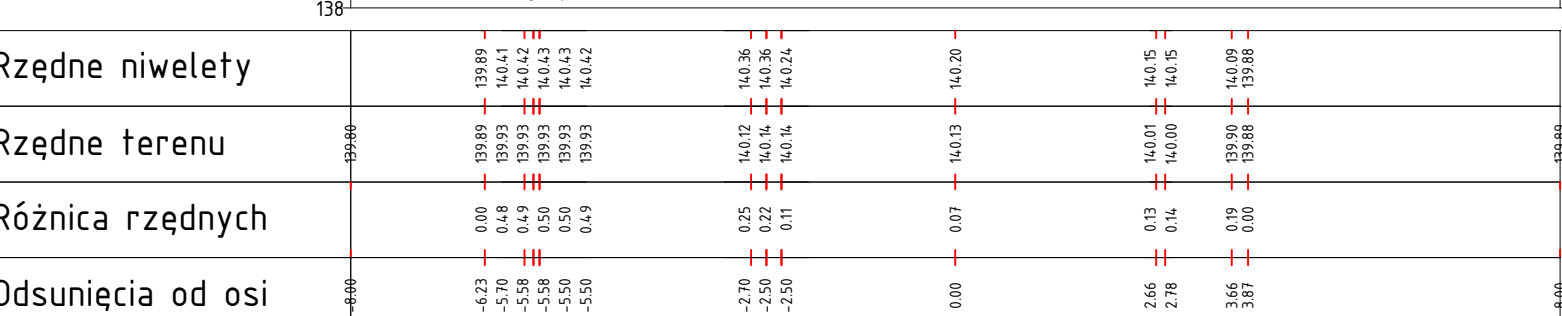 138
Rzędne niwelety 139.89 140.41 140.42 140.43 140.43 140.42 140.36 140.36 140.24 140.20 140.15 140.15 140.09 139.88
Rzędne terenu 139.80 139.89 139.93 139.93 139.93 139.93 139.93 140.12 140.14 140.14 140.13 140.01 140.00 139.90 139.88 139.89
Różnica rzędnych 0.00 0.48 0.49 0.50 0.50 0.49 0.25 0.22 0.11 0.07 0.13 0.14 0.19 0.00
Odsunięcia od osi -8.00 -6.23 -5.70 -5.58 -5.58 -5.50 -5.50 -2.70 -2.50 -2.50 0.00 2.66 2.78 3.66 3.87 8.00